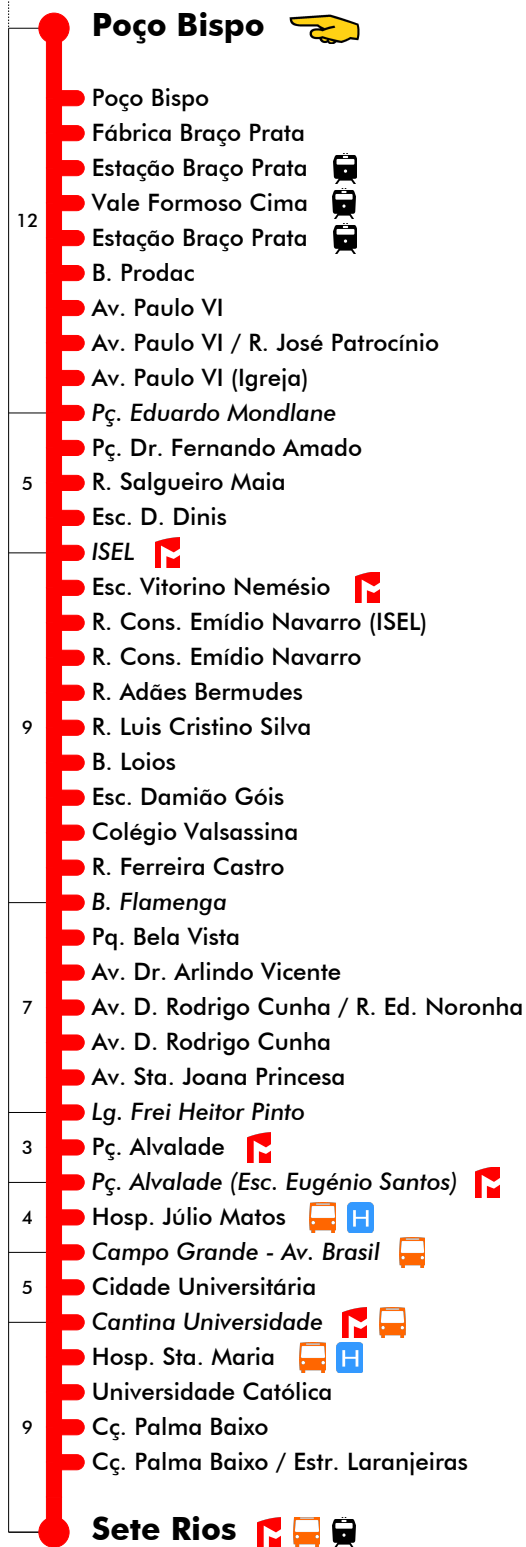 Poço Bispo
Poço Bispo
Fábrica Braço Prata
Estação Braço Prata
Vale Formoso Cima
12
Estação Braço Prata
B. Prodac
Av. Paulo VI
Av. Paulo VI / R. José Patrocínio
Av. Paulo VI (Igreja)
Pç. Eduardo Mondlane
Pç. Dr. Fernando Amado
5
R. Salgueiro Maia
Esc. D. Dinis
ISEL
Esc. Vitorino Nemésio
R. Cons. Emídio Navarro (ISEL)
R. Cons. Emídio Navarro
R. Adães Bermudes
9
R. Luis Cristino Silva
B. Loios
Esc. Damião Góis
Colégio Valsassina
R. Ferreira Castro
B. Flamenga
Pq. Bela Vista
Av. Dr. Arlindo Vicente
7
Av. D. Rodrigo Cunha / R. Ed. Noronha
Av. D. Rodrigo Cunha
Av. Sta. Joana Princesa
Lg. Frei Heitor Pinto
3
Pç. Alvalade
Pç. Alvalade (Esc. Eugénio Santos)
4
Hosp. Júlio Matos
H
Campo Grande - Av. Brasil
5
Cidade Universitária
Cantina Universidade
Hosp. Sta. Maria
H
Universidade Católica
9
Cç. Palma Baixo
Cç. Palma Baixo / Estr. Laranjeiras
Sete Rios